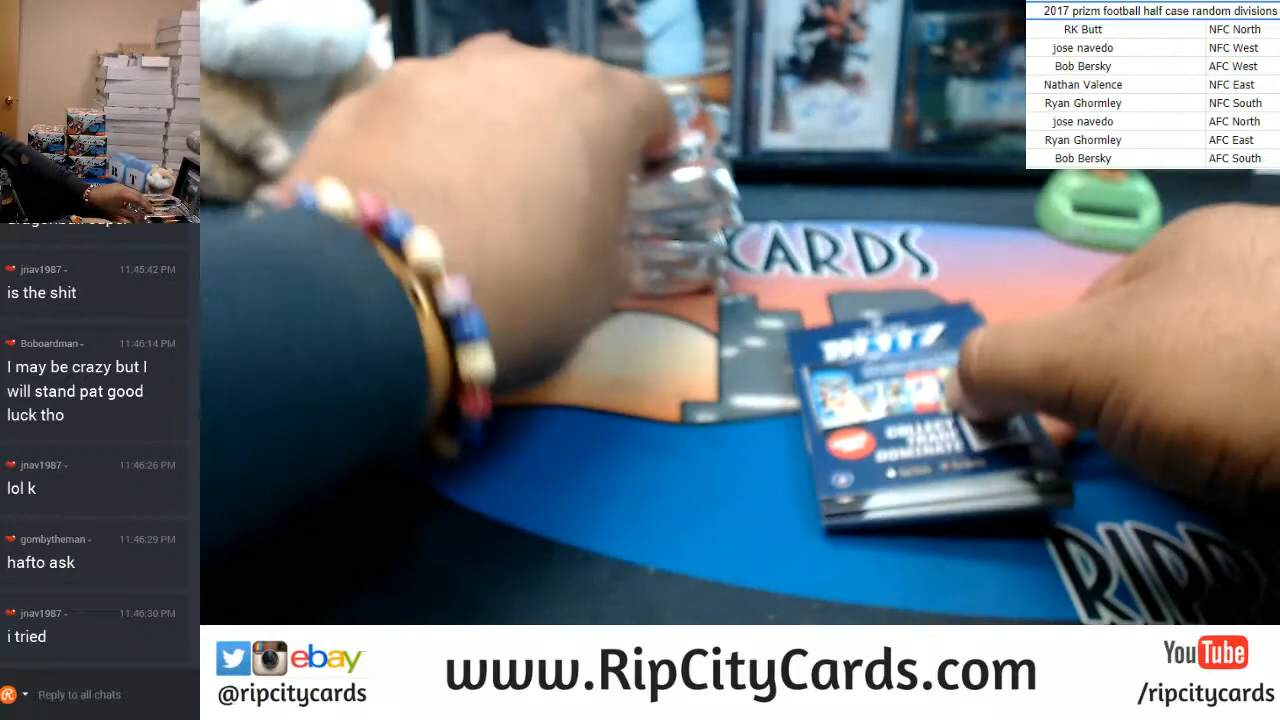 2017 prizm football half case random divisions
RK Butt NFC North
jose navedo NFC West
Bob Bersky AFC West
Nathan Valence NFC East
Ryan Ghormley NFC South
jose navedo AFC North
Ryan Ghormley AFC East
Bob Bersky AFC South
jnav1987 11:45:42 PM
is the shit
Boboardman 11:46:14 PM
I may be crazy but I
will stand pat good
luck tho
jnav1987 11:46:26 PM
lol k
gombytheman 11:46:29 PM
hafto ask
jnav1987 11:46:30 PM
i tried
Reply to all chats
CARDS
COLLECT
TRADE
DOMINATE
RIPP
ebay
@ripcitycards
www.RipCityCards.com
YouTube
/ripcitycards